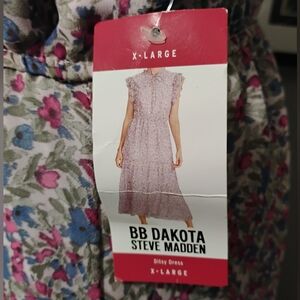 X-LARGE
BB DAKOTA
STEVE MADDEN
Ditsy Dress
X-LARGE